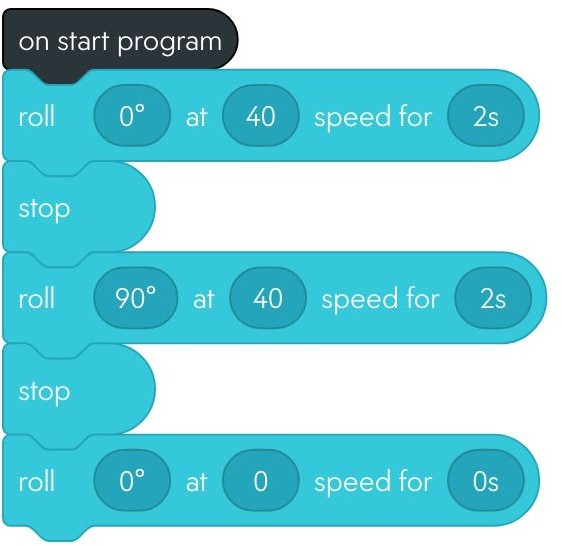 on start program
roll 0° at 40 speed for 2s
stop
roll 90° at 40 speed for 2s
stop
roll 0° at 0 speed for 0s